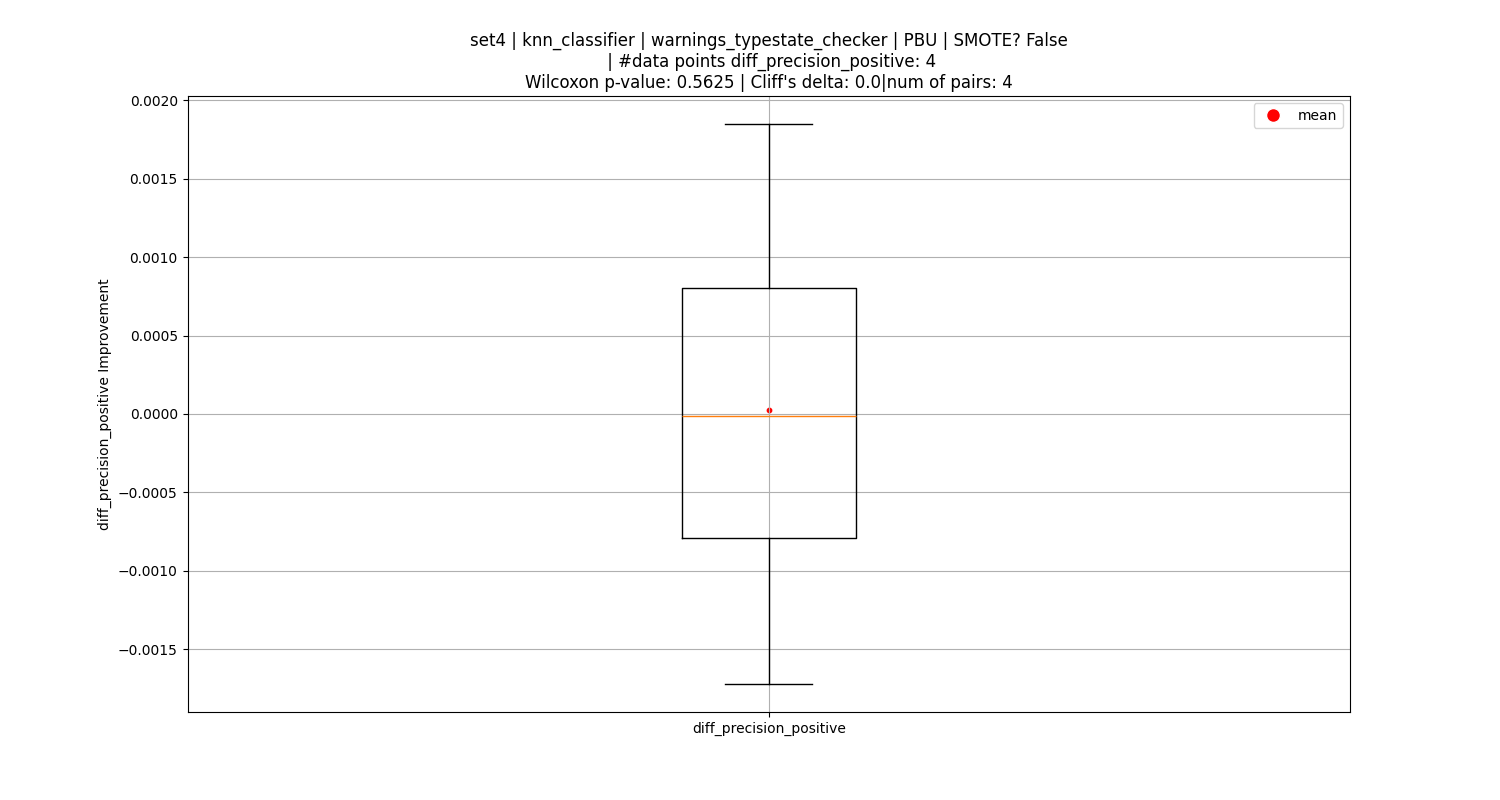 set4 | knn_classifier | warnings_typestate_checker | PBU | SMOTE? False
| #data points diff_precision_positive: 4
Wilcoxon p-value: 0.5625 | Cliff's delta: 0.0|num of pairs: 4
mean
0.0020
0.0015
0.0010
0.0005
0.0000
−0.0005
−0.0010
−0.0015
diff_precision_positive Improvement
diff_precision_positive